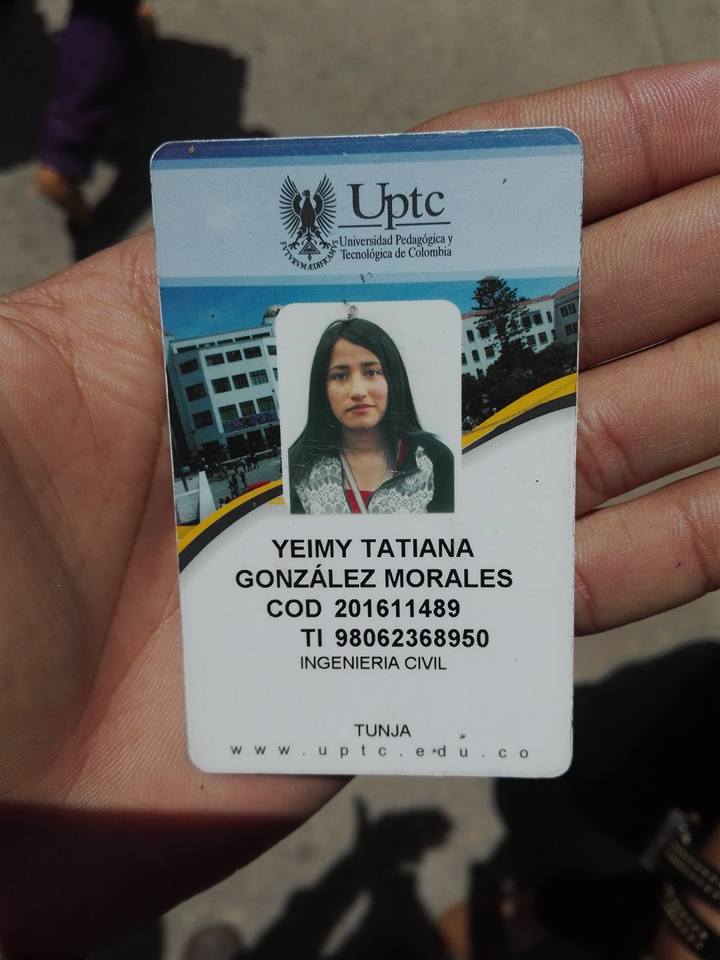 Uptc
Universidad Pedagógica y
Tecnológica de Colombia
FVTVRVM ÆDIFICAMVS
YEIMY TATIANA
GONZÁLEZ MORALES
COD 201611489
TI 98062368950
INGENIERIA CIVIL
TUNJA
www.uptc.edu.co